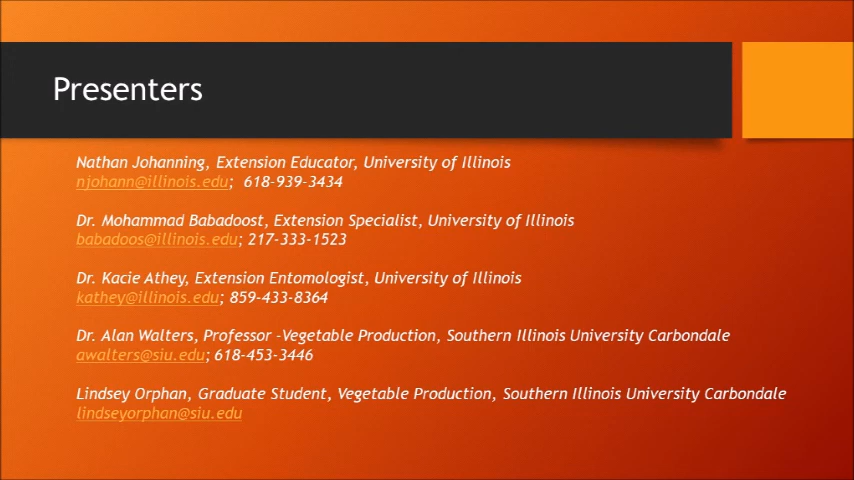 Presenters
Nathan Johanning, Extension Educator, University of Illinois
njohann@illinois.edu; 618-939-3434
Dr. Mohammad Babadoost, Extension Specialist, University of Illinois
babadoos@illinois.edu; 217-333-1523
Dr. Kacie Athey, Extension Entomologist, University of Illinois
kathey@illinois.edu; 859-433-8364
Dr. Alan Walters, Professor -Vegetable Production, Southern Illinois University Carbondale
awalters@siu.edu; 618-453-3446
Lindsey Orphan, Graduate Student, Vegetable Production, Southern Illinois University Carbondale
lindseyorphan@siu.edu